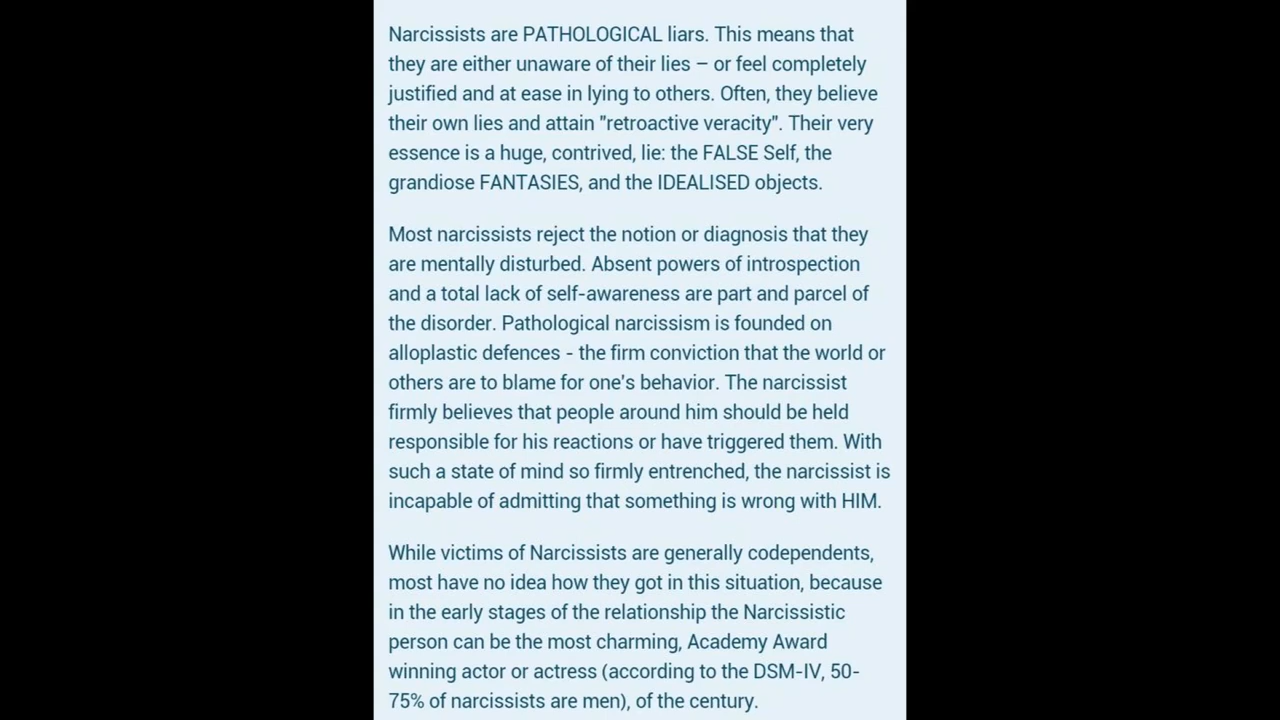 Narcissists are PATHOLOGICAL liars. This means that
they are either unaware of their lies – or feel completely
justified and at ease in lying to others. Often, they believe
their own lies and attain "retroactive veracity". Their very
essence is a huge, contrived, lie: the FALSE Self, the
grandiose FANTASIES, and the IDEALISED objects.
Most narcissists reject the notion or diagnosis that they
are mentally disturbed. Absent powers of introspection
and a total lack of self-awareness are part and parcel of
the disorder. Pathological narcissism is founded on
alloplastic defences - the firm conviction that the world or
others are to blame for one's behavior. The narcissist
firmly believes that people around him should be held
responsible for his reactions or have triggered them. With
such a state of mind so firmly entrenched, the narcissist is
incapable of admitting that something is wrong with HIM.
While victims of Narcissists are generally codependents,
most have no idea how they got in this situation, because
in the early stages of the relationship the Narcissistic
person can be the most charming, Academy Award
winning actor or actress (according to the DSM-IV, 50-
75% of narcissists are men), of the century.